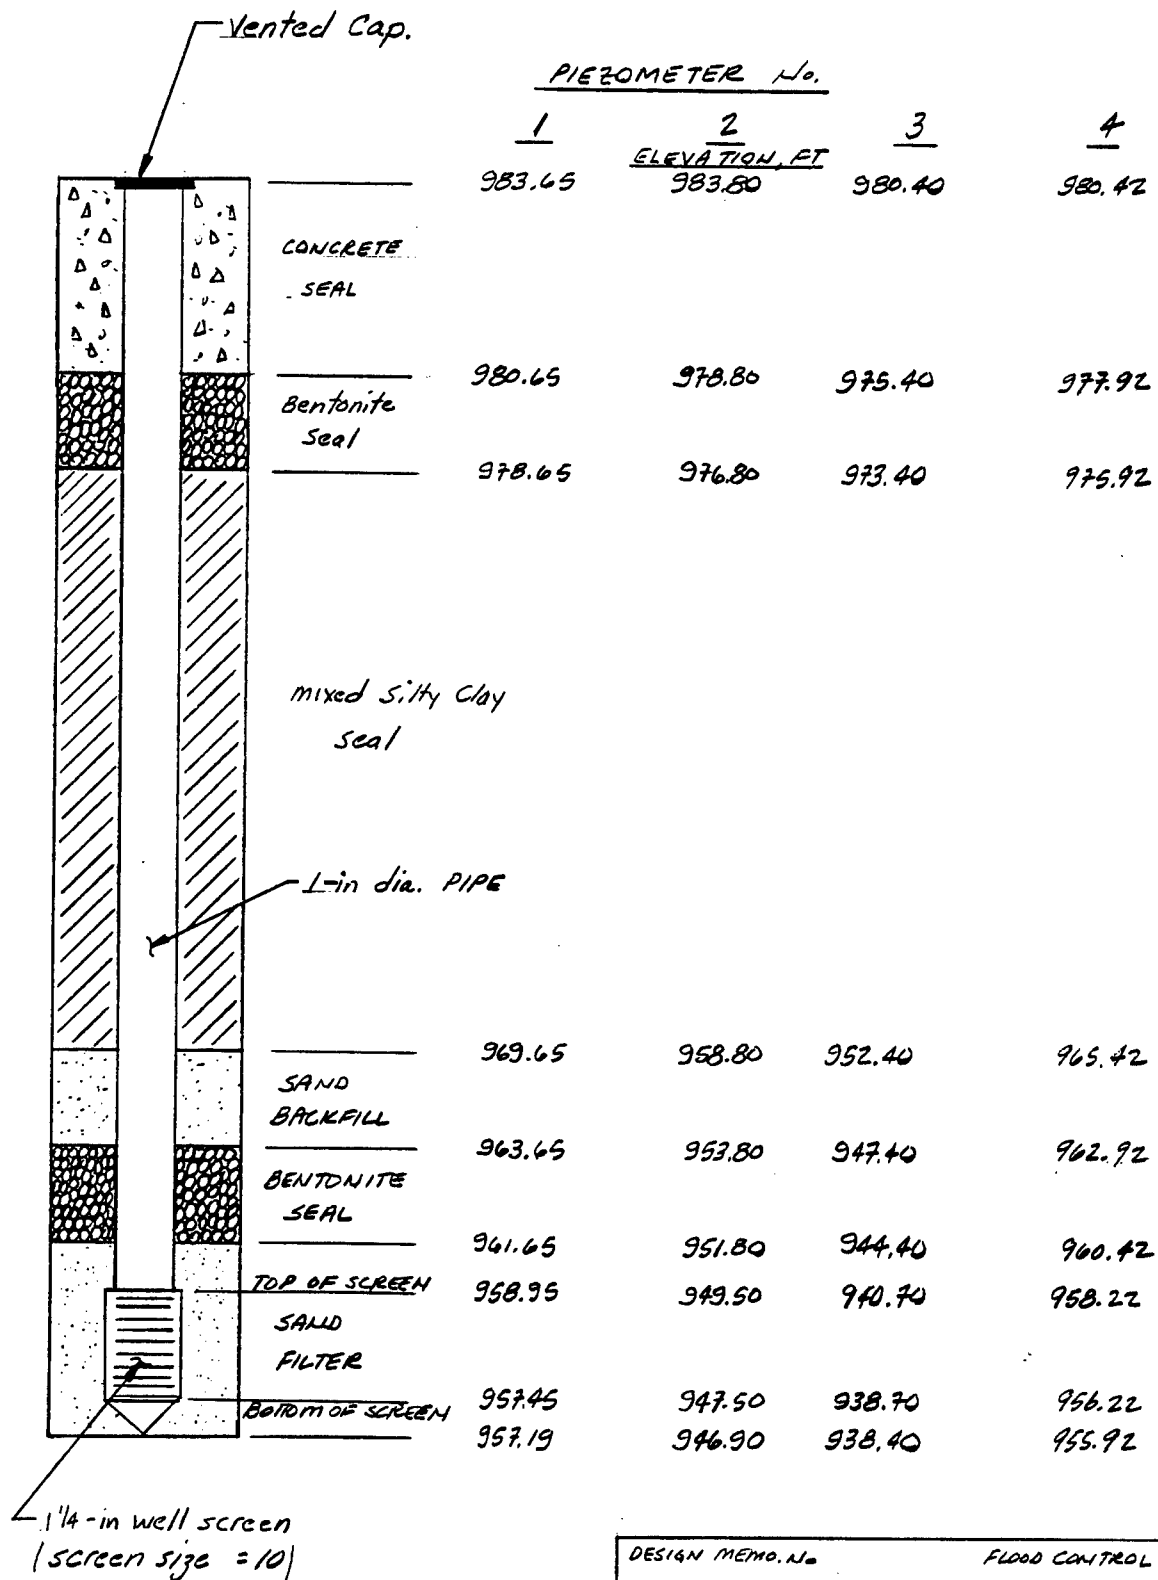 Vented Cap.
PIEZOMETER No.
1 2 3 4
ELEVATION, FT
983.65 983.80 980.40 980.42
CONCRETE
SEAL
980.65 978.80 975.40 977.92
Bentonite
Seal
978.65 976.80 973.40 975.92
mixed silty Clay
seal
1-in dia. PIPE
969.65 958.80 952.40 965.42
SAND
BACKFILL
963.65 953.80 947.40 962.92
BENTONITE
SEAL
961.65 951.80 944.40 960.42
TOP OF SCREEN 958.95 949.50 940.70 958.22
SAND
FILTER
BOTTOM OF SCREEN 957.45 947.50 938.70 956.22
957.19 946.90 938.40 955.92
1 1/4-in well screen
(screen size = 10)
DESIGN MEMO. No FLOOD CONTROL